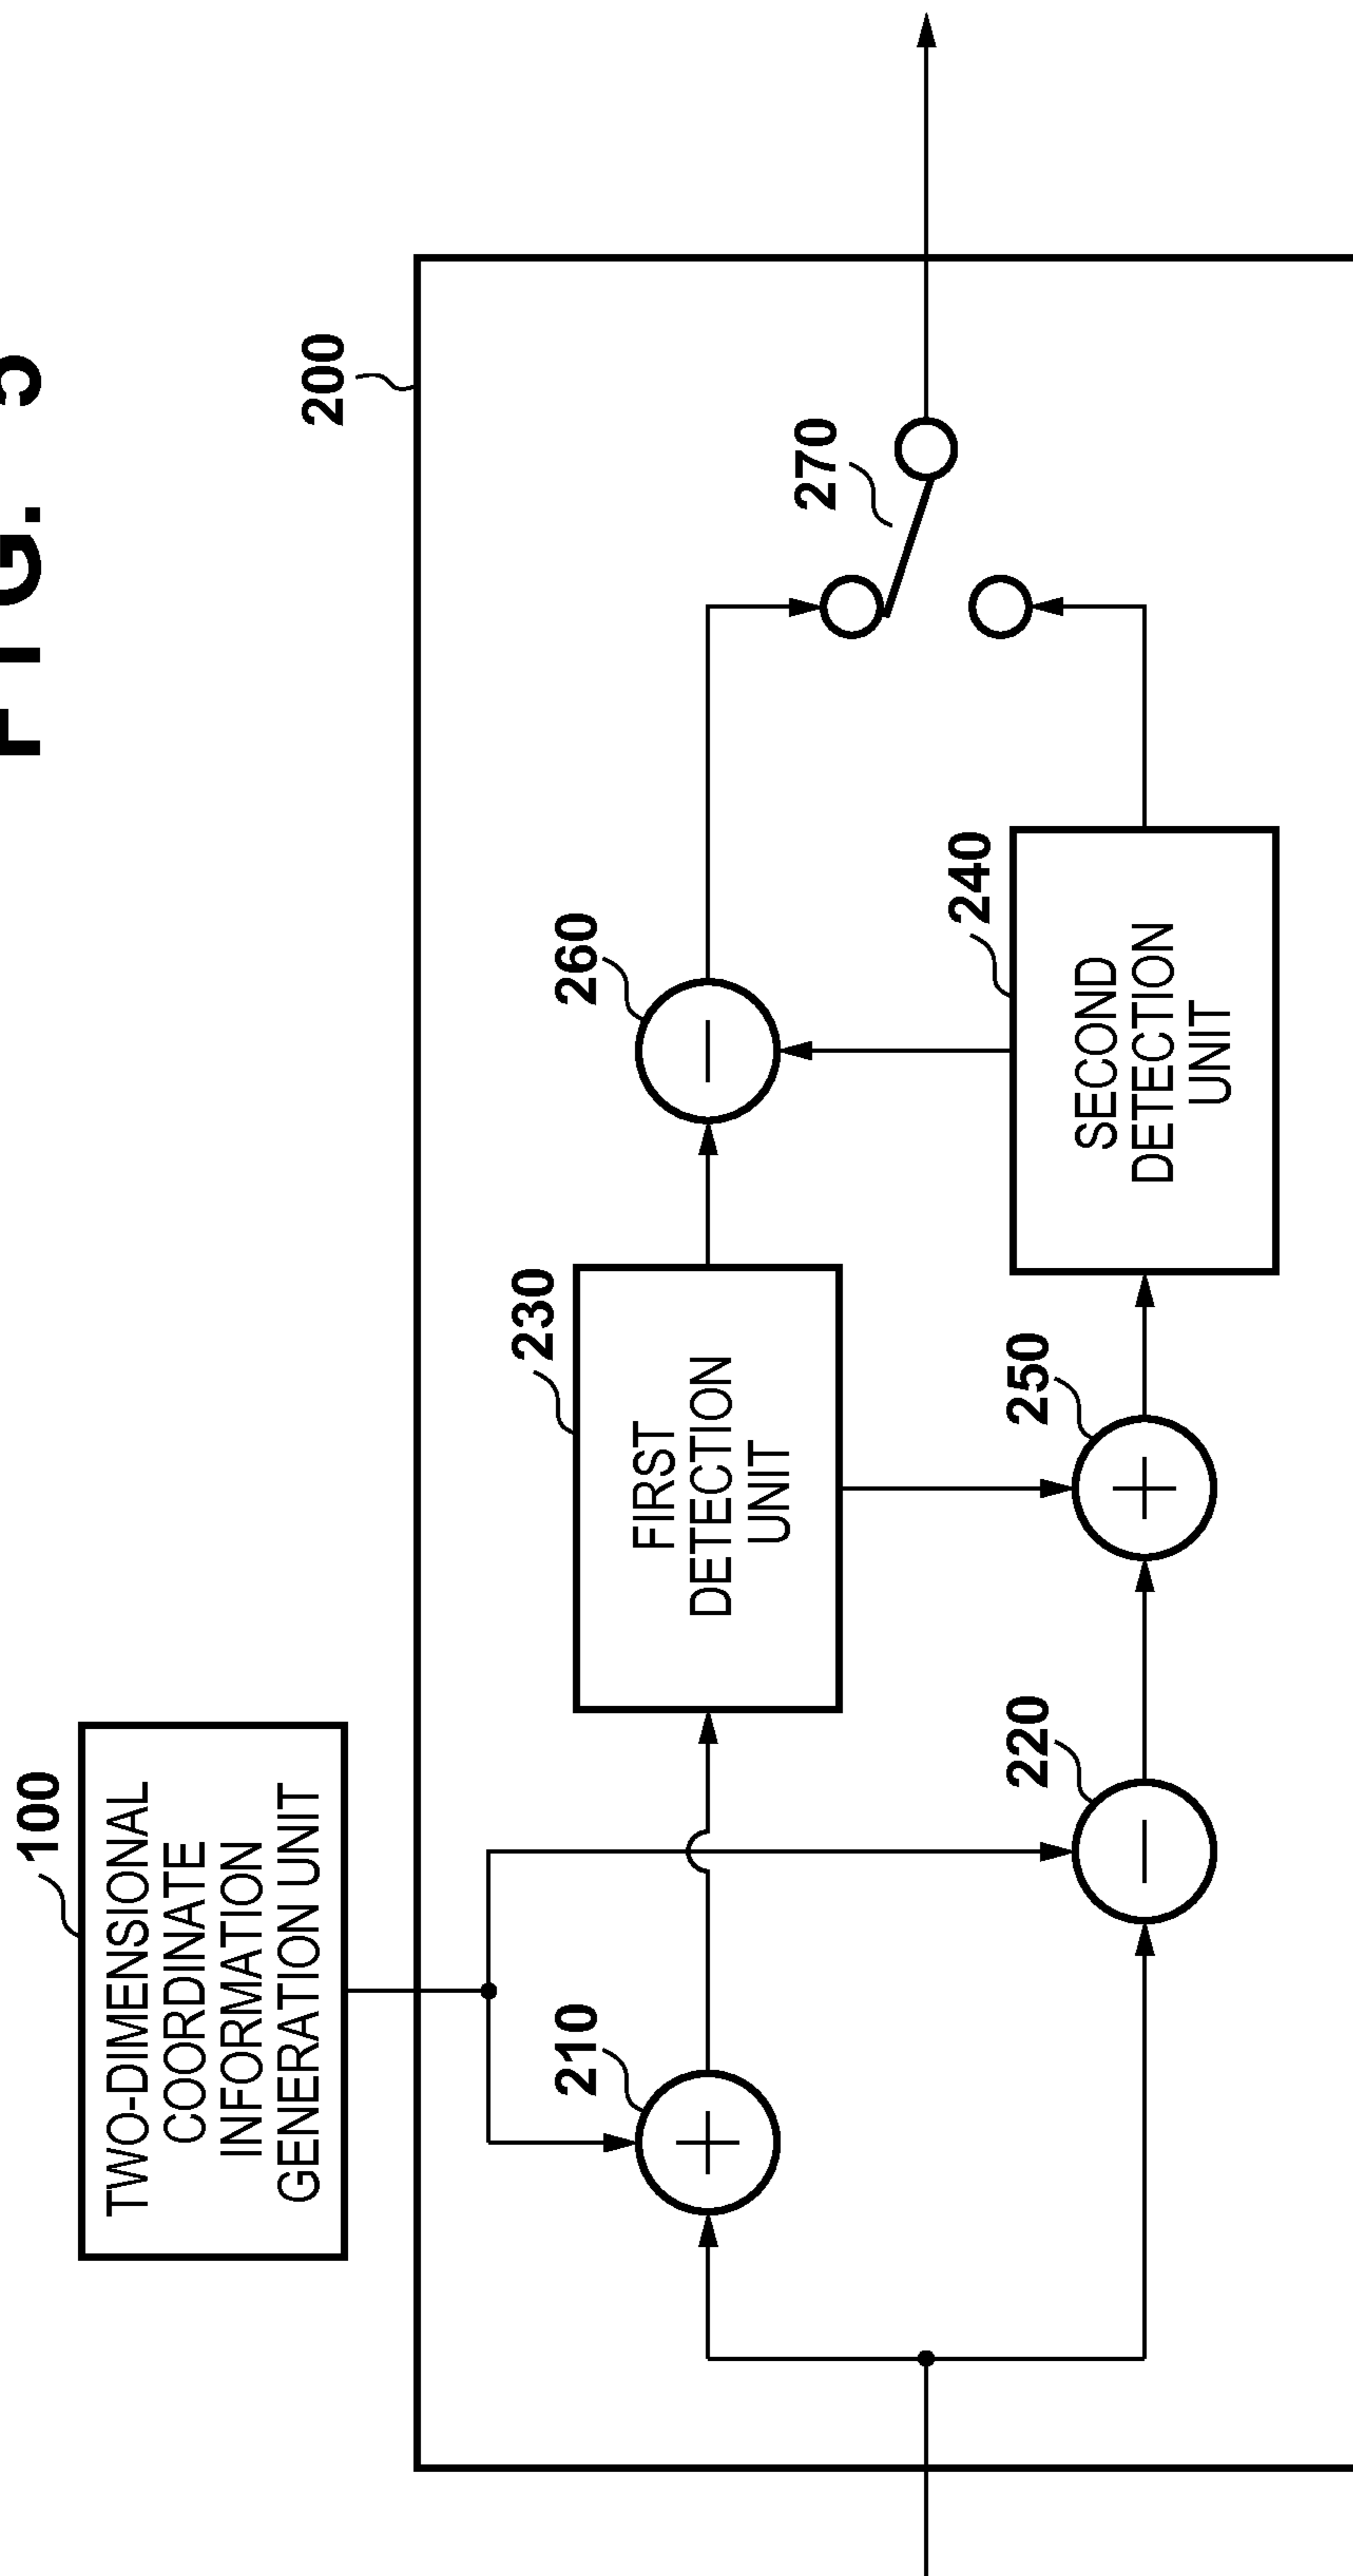 FIG.
100
TWO-DIMENSIONAL
COORDINATE
INFORMATION
GENERATION UNIT
200
210
230
FIRST
DETECTION
UNIT
260
270
220
250
240
SECOND
DETECTION
UNIT